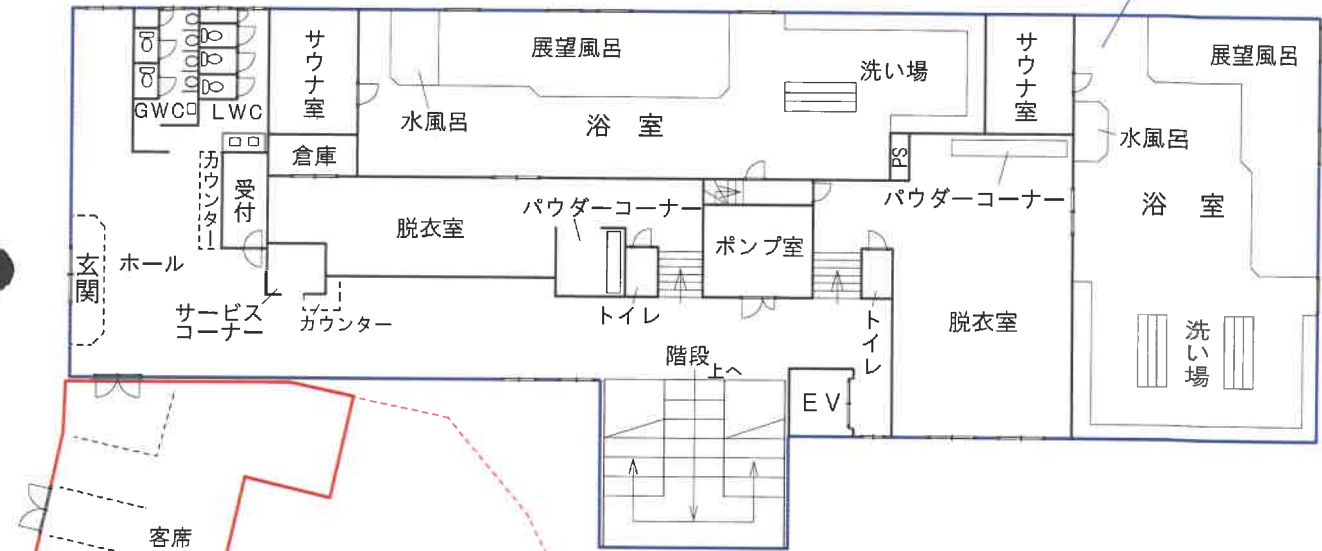 サウナ室
展望風呂
洗い場
サウナ室
展望風呂
GWC
LWC
水風呂
浴 室
水風呂
倉庫
PS
カウンター
受付
パウダーコーナー
パウダーコーナー
浴 室
脱衣室
ポンプ室
玄関
ホール
サービス
コーナー
カウンター
トイレ
トイレ
脱衣室
洗い場
階段
上へ
EV
客席